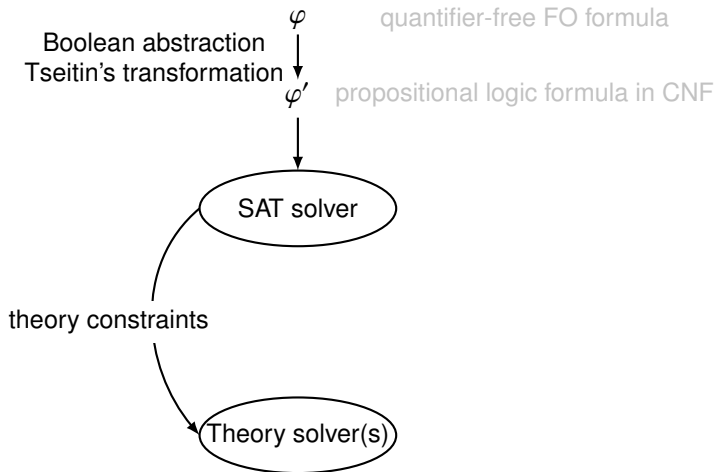 φ quantifier-free FO formula
Boolean abstraction
Tseitin's transformation
φ′ propositional logic formula in CNF
SAT solver
theory constraints
Theory solver(s)